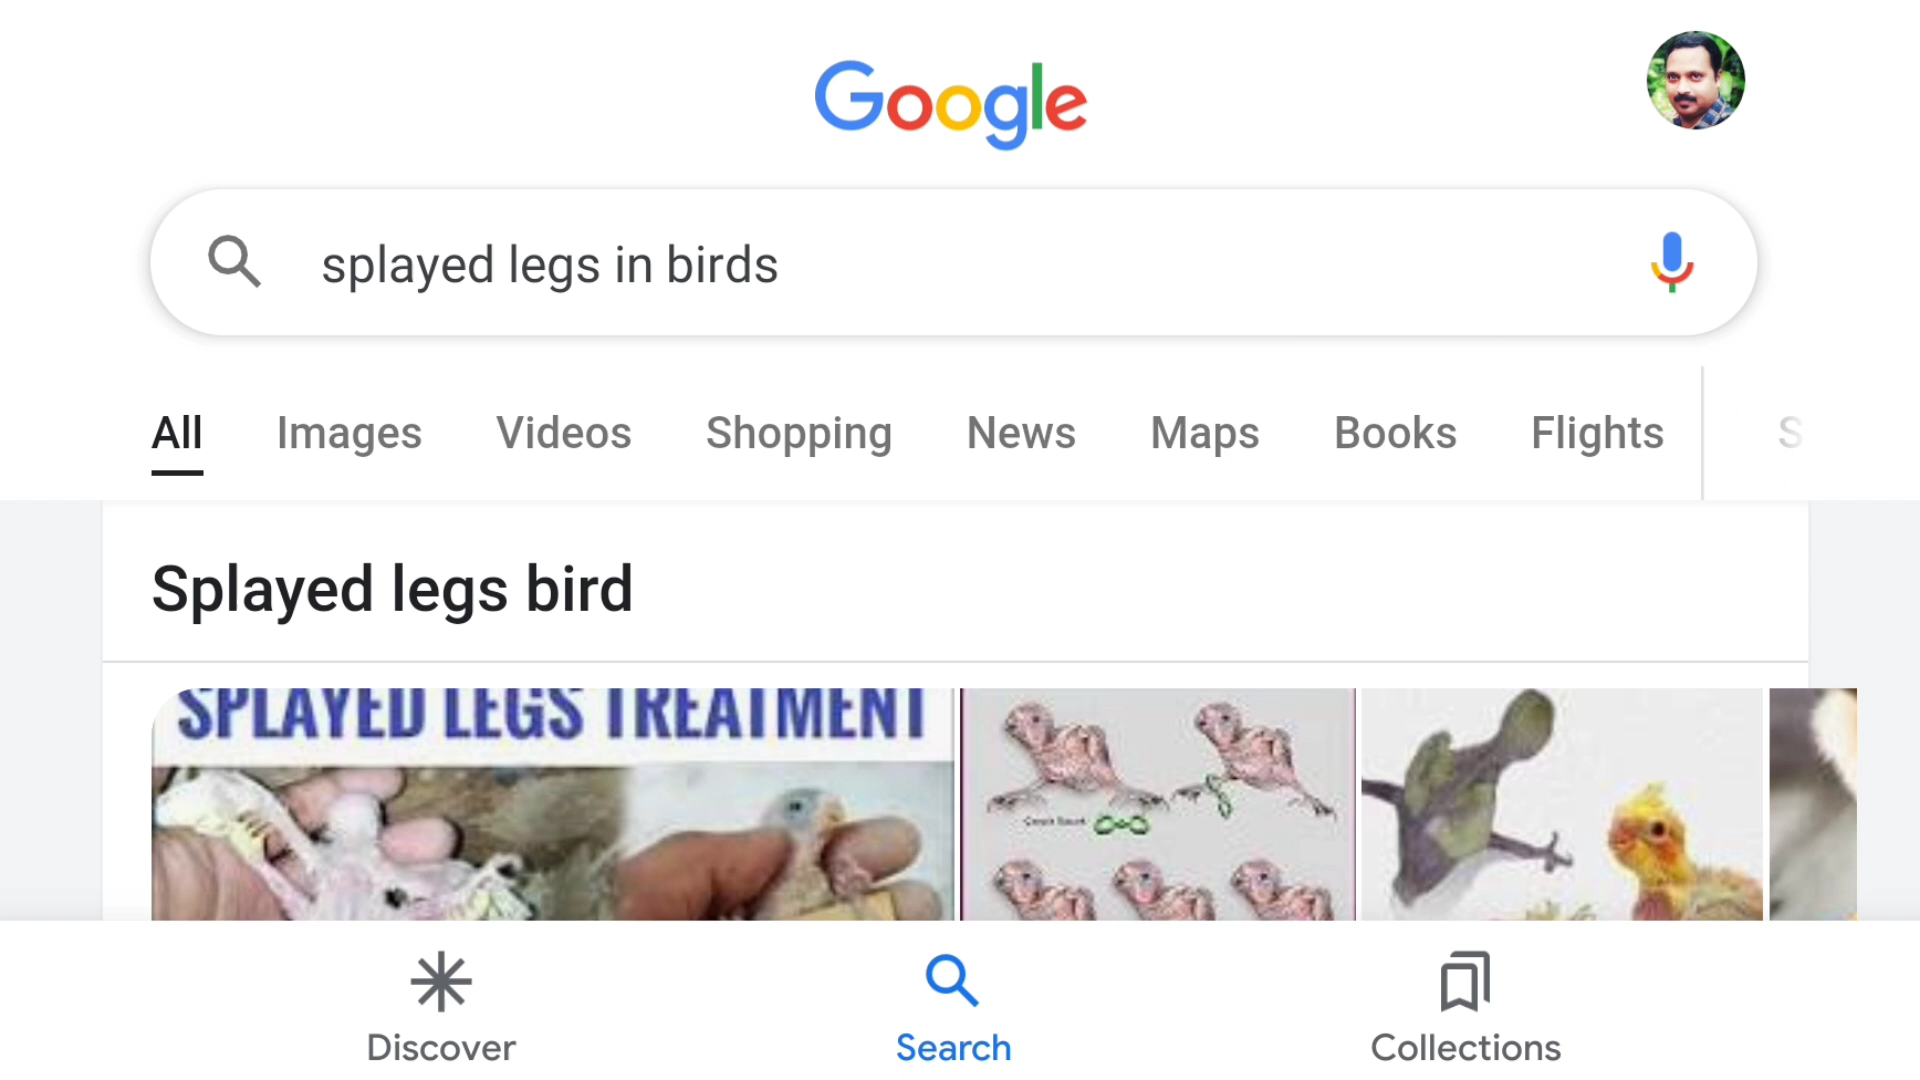 Google
splayed legs in birds
All Images Videos Shopping News Maps Books Flights S
Splayed legs bird
SPLAYED LEGS TREATMENT
Discover Search Collections